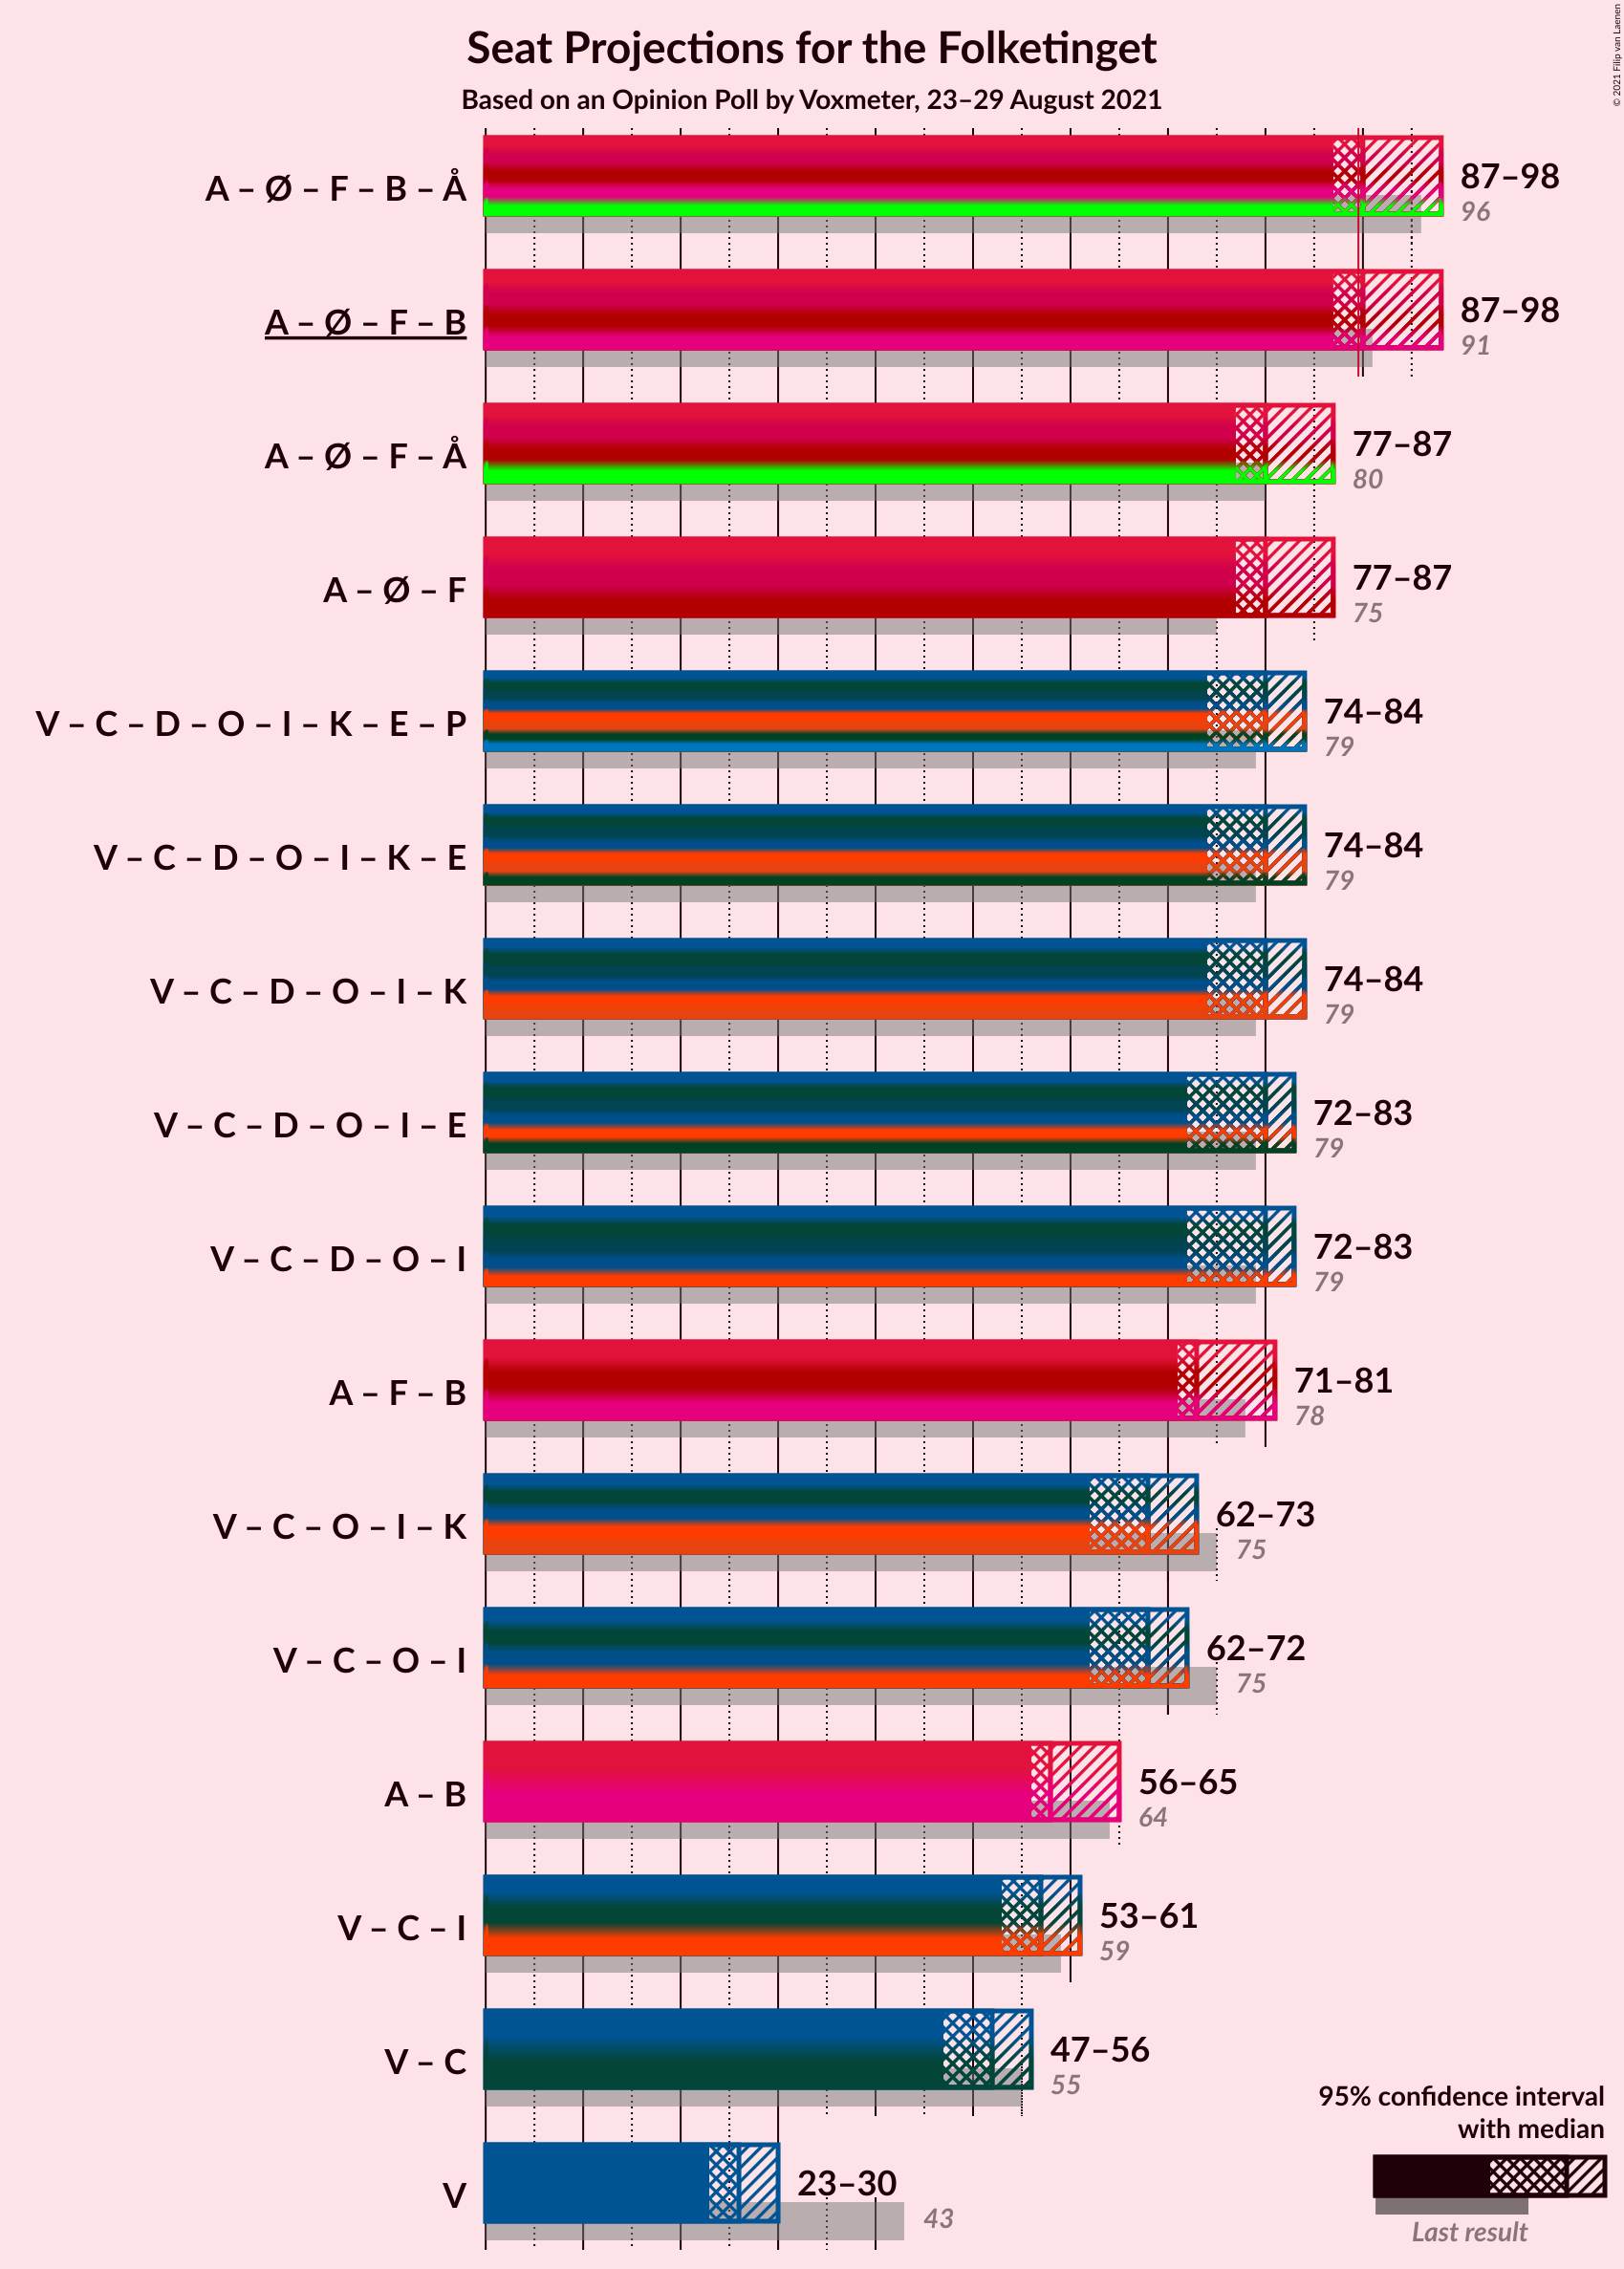 Seat Projections for the Folketinget
Based on an Opinion Poll by Voxmeter, 23–29 August 2021
© 2021 Filip van Laenen
A – Ø – F – B – Å
87–98
96
A – Ø – F – B
87–98
91
A – Ø – F – Å
77–87
80
A – Ø – F
77–87
75
V – C – D – O – I – K – E – P
74–84
79
V – C – D – O – I – K – E
74–84
79
V – C – D – O – I – K
74–84
79
V – C – D – O – I – E
72–83
79
V – C – D – O – I
72–83
79
A – F – B
71–81
78
V – C – O – I – K
62–73
75
V – C – O – I
62–72
75
A – B
56–65
64
V – C – I
53–61
59
V – C
47–56
55
V
23–30
43
95% confidence interval
with median
Last result